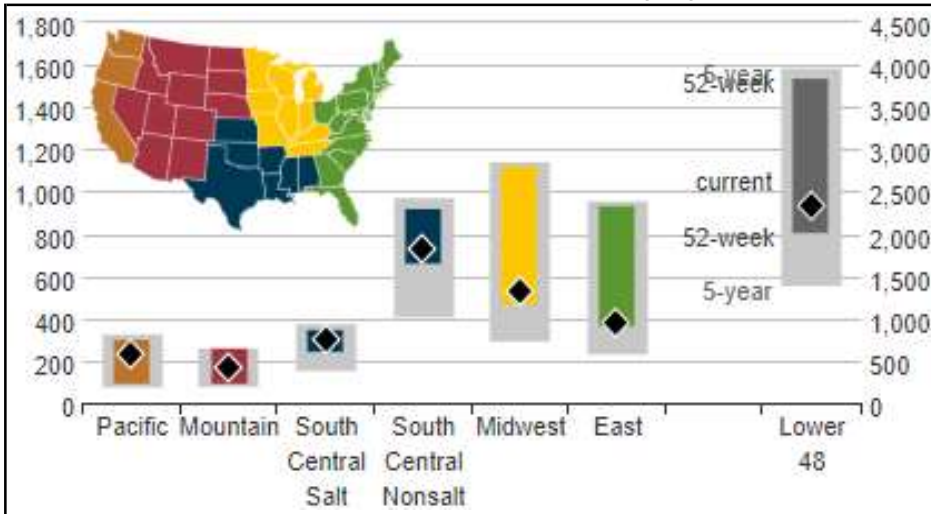 1,800
1,600
1,400
1,200
1,000
800
600
400
200
0
4,500
4,000
3,500
3,000
2,500
2,000
1,500
1,000
500
0
5-year
52-week
current
52-week
5-year
Pacific
Mountain
South
Central
Salt
South
Central
Nonsalt
Midwest
East
Lower
48